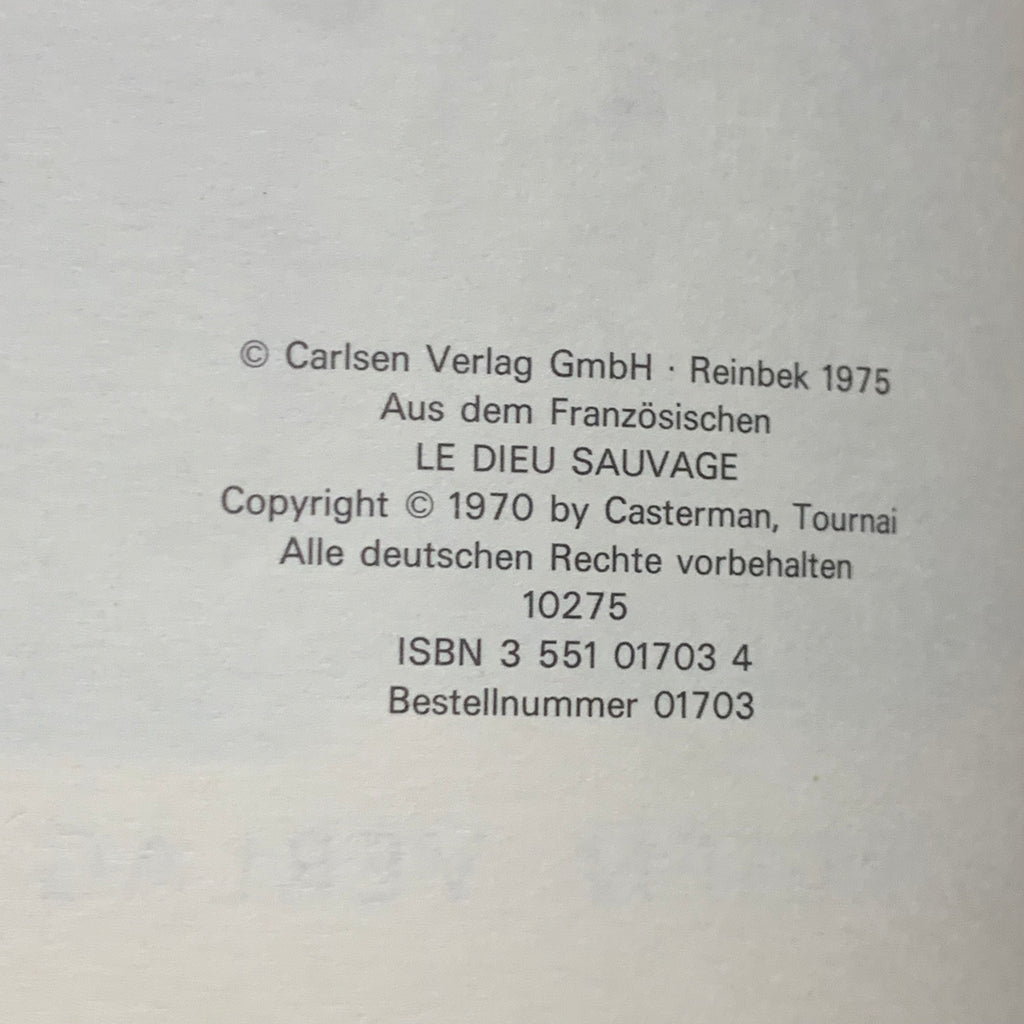 © Carlsen Verlag GmbH · Reinbek 1975
Aus dem Französischen
LE DIEU SAUVAGE
Copyright © 1970 by Casterman, Tournai
Alle deutschen Rechte vorbehalten
10275
ISBN 3 551 01703 4
Bestellnummer 01703